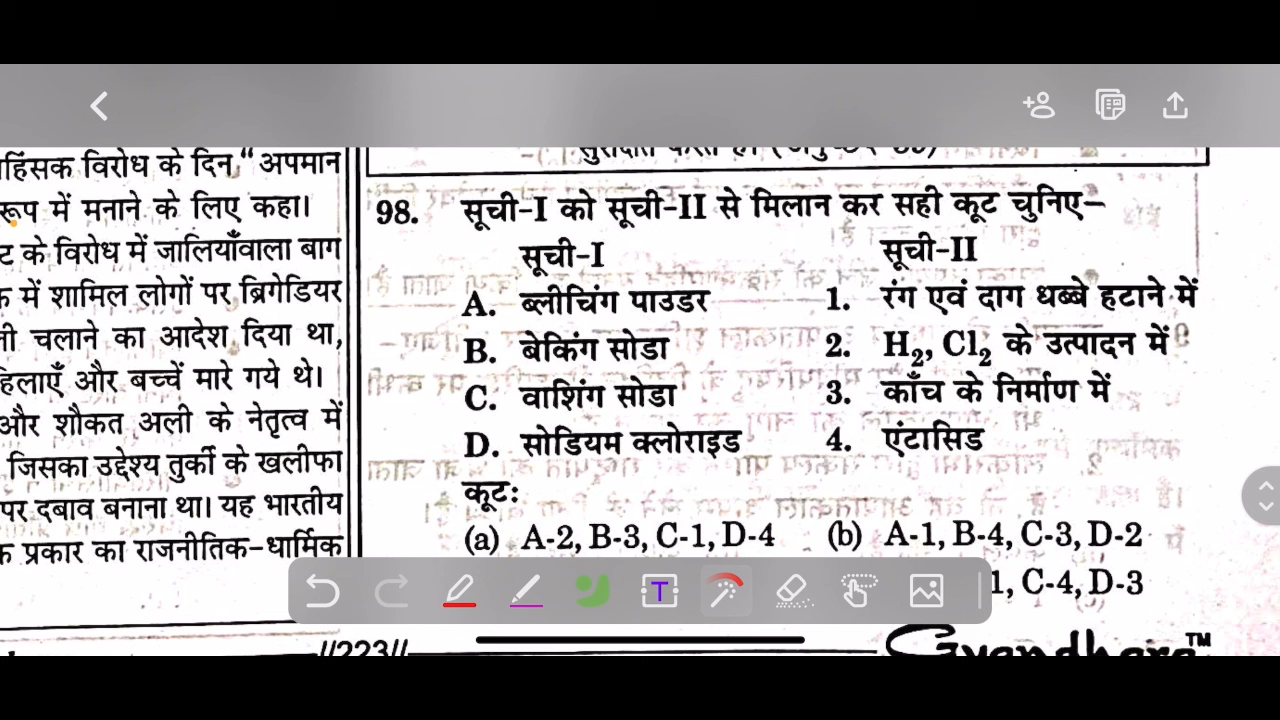 हिंसक विरोध के दिन" अपमान
रूप में मनाने के लिए कहा।
ट के विरोध में जालियाँवाला बाग
में शामिल लोगों पर ब्रिगेडियर
चलाने का आदेश दिया था,
हिलाएँ और बच्चें मारे गये थे।
और शौकत अली के नेतृत्व में
जिसका उद्देश्य तुर्की के खलीफा
पर दबाव बनाना था। यह भारतीय
प्रकार का राजनीतिक-धार्मिक
//223//
98. सूची-I को सूची-II से मिलान कर सही कूट चुनिए–
सूची-I सूची-II
A. ब्लीचिंग पाउडर 1. रंग एवं दाग धब्बे हटाने में
B. बेकिंग सोडा 2. H₂, Cl₂ के उत्पादन में
C. वाशिंग सोडा 3. काँच के निर्माण में
D. सोडियम क्लोराइड 4. एंटासिड
कूटः
(a) A-2, B-3, C-1, D-4 (b) A-1, B-4, C-3, D-2
1, C-4, D-3
T
TM